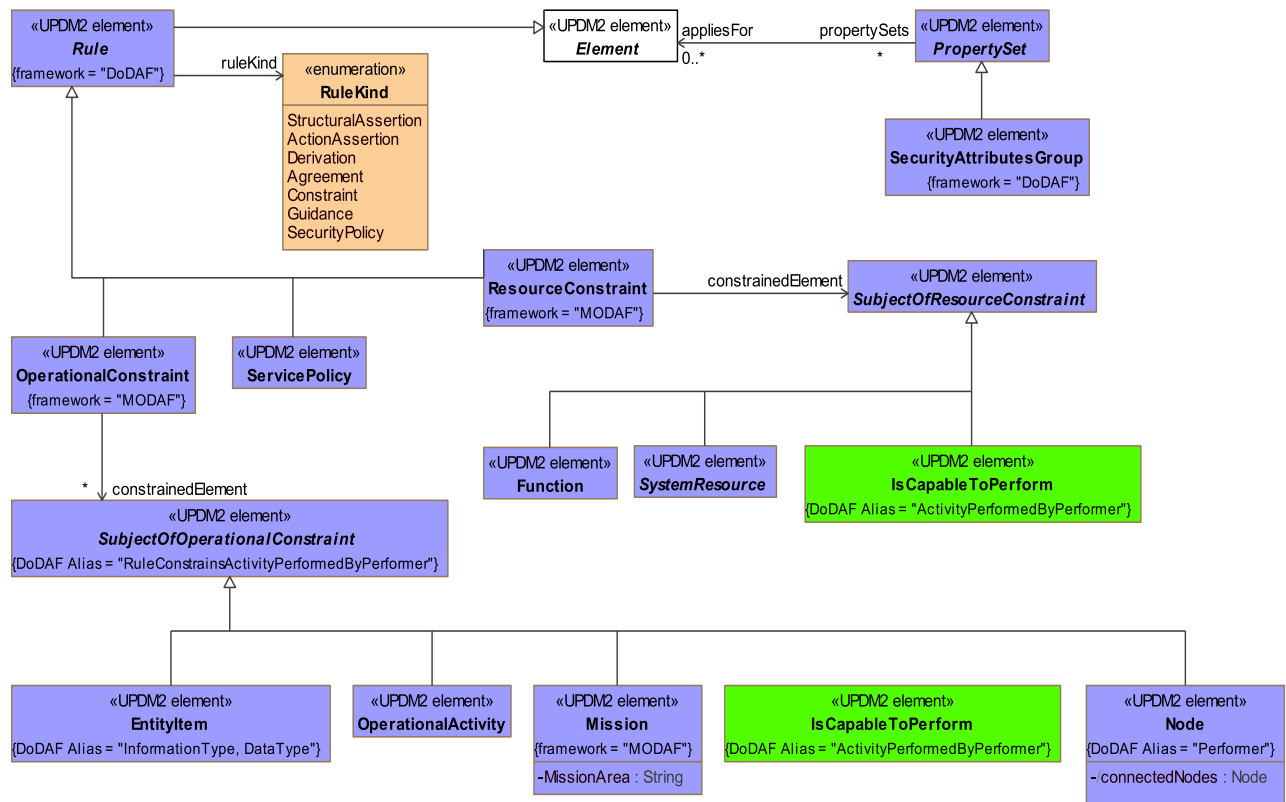 «UPDM2 element»
Rule
{framework = "DoDAF"}
«UPDM2 element»
Element
appliesFor
0..*
propertySets
*
«UPDM2 element»
PropertySet
ruleKind
«enumeration»
RuleKind
StructuralAssertion
ActionAssertion
Derivation
Agreement
Constraint
Guidance
SecurityPolicy
«UPDM2 element»
SecurityAttributesGroup
{framework = "DoDAF"}
«UPDM2 element»
ResourceConstraint
{framework = "MODAF"}
constrainedElement
«UPDM2 element»
SubjectOfResourceConstraint
«UPDM2 element»
OperationalConstraint
{framework = "MODAF"}
«UPDM2 element»
ServicePolicy
«UPDM2 element»
Function
«UPDM2 element»
SystemResource
«UPDM2 element»
IsCapableToPerform
{DoDAF Alias = "ActivityPerformedByPerformer"}
*
constrainedElement
«UPDM2 element»
SubjectOfOperationalConstraint
{DoDAF Alias = "RuleConstrainsActivityPerformedByPerformer"}
«UPDM2 element»
EntityItem
{DoDAF Alias = "InformationType, DataType"}
«UPDM2 element»
OperationalActivity
«UPDM2 element»
Mission
{framework = "MODAF"}
-MissionArea : String
«UPDM2 element»
IsCapableToPerform
{DoDAF Alias = "ActivityPerformedByPerformer"}
«UPDM2 element»
Node
{DoDAF Alias = "Performer"}
-/connectedNodes : Node